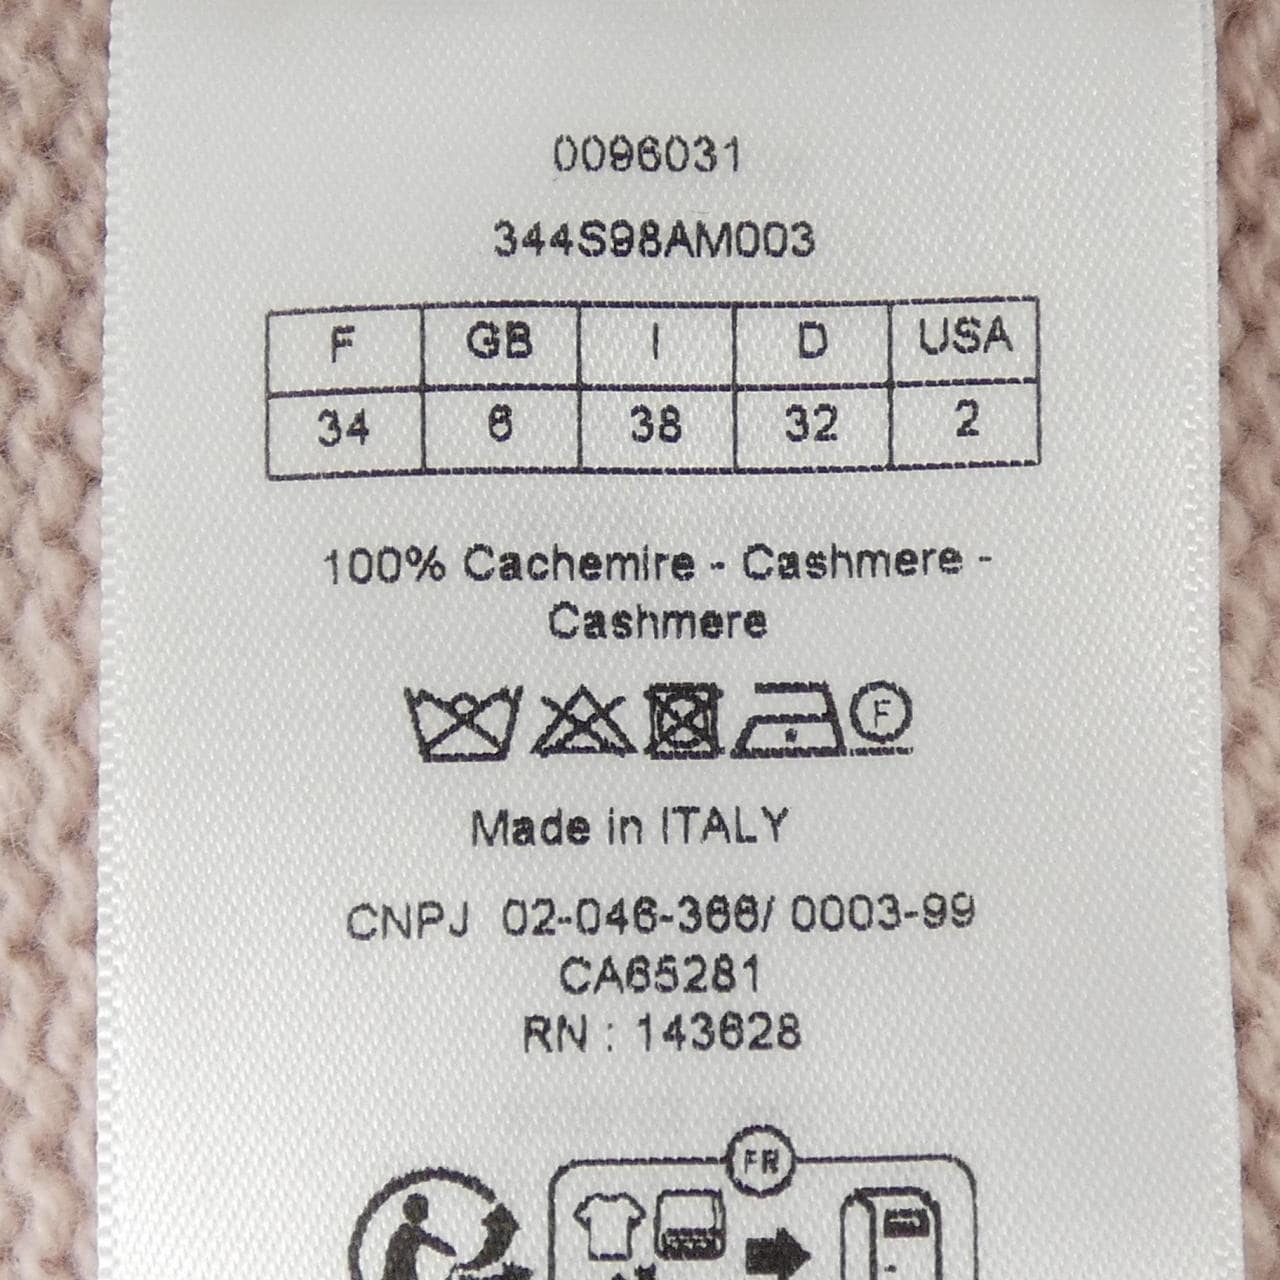 0096031
344S98AM003
F GB I D USA
34 6 38 32 2
100% Cachemire - Cashmere -
Cashmere
F
Made in ITALY
CNPJ 02-046-366/ 0003-99
CA65281
RN : 143628
FR